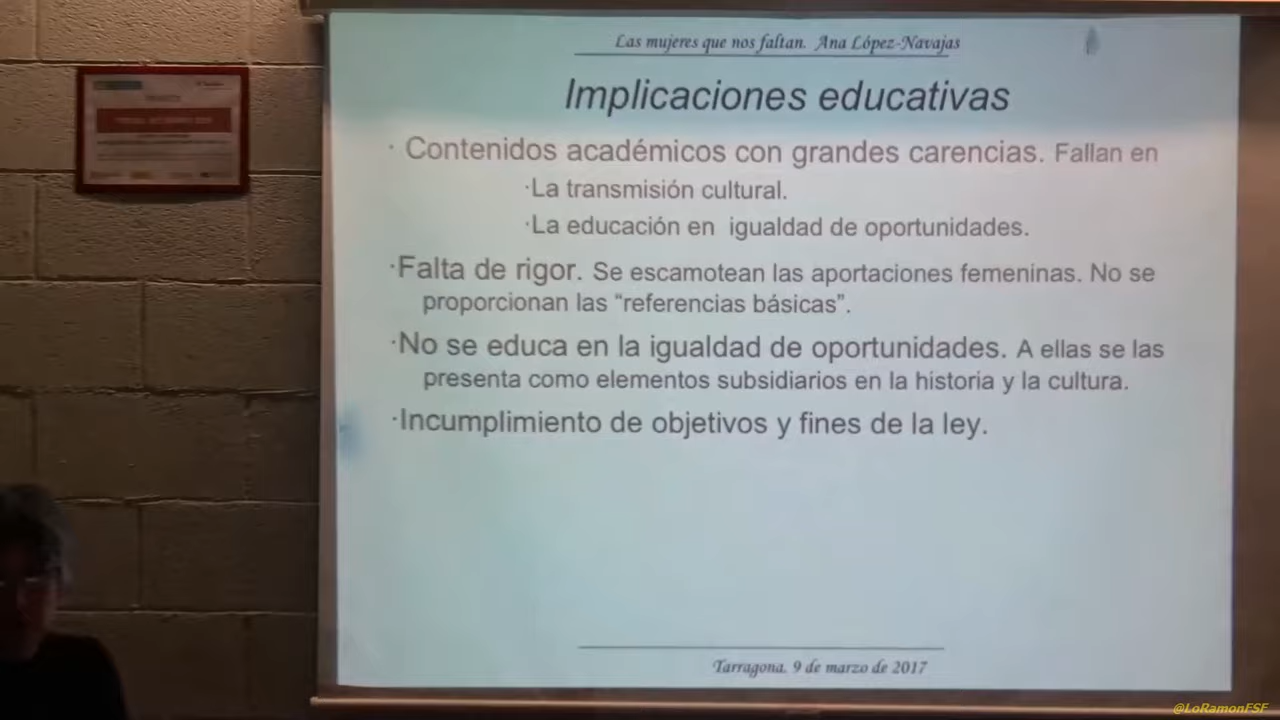 Las mujeres que nos faltan. Ana López-Navajas
Implicaciones educativas
· Contenidos académicos con grandes carencias. Fallan en
·La transmisión cultural.
·La educación en igualdad de oportunidades.
·Falta de rigor. Se escamotean las aportaciones femeninas. No se
proporcionan las “referencias básicas”.
·No se educa en la igualdad de oportunidades. A ellas se las
presenta como elementos subsidiarios en la historia y la cultura.
·Incumplimiento de objetivos y fines de la ley.
Tarragona. 9 de marzo de 2017
@LoRamonFSF